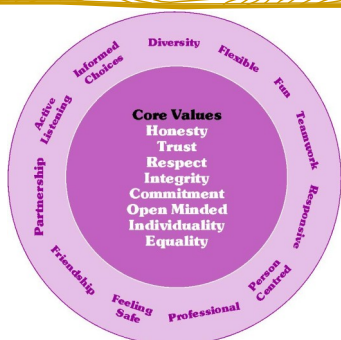 Core Values
Honesty
Trust
Respect
Integrity
Commitment
Open Minded
Individuality
Equality
Diversity
Flexible
Fun
Teamwork
Responsive
Person
Centred
Professional
Feeling
Safe
Friendship
Partnership
Active
Listening
Informed
Choices